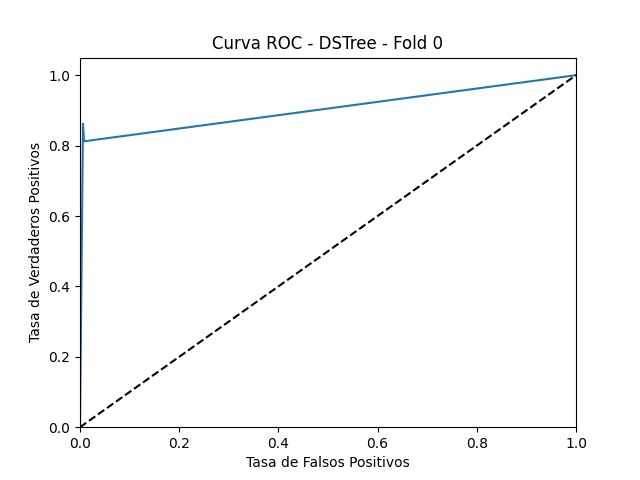 Curva ROC - DSTree - Fold 0
1.0
0.8
0.6
0.4
0.2
0.0
Tasa de Verdaderos Positivos
0.0 0.2 0.4 0.6 0.8 1.0
Tasa de Falsos Positivos